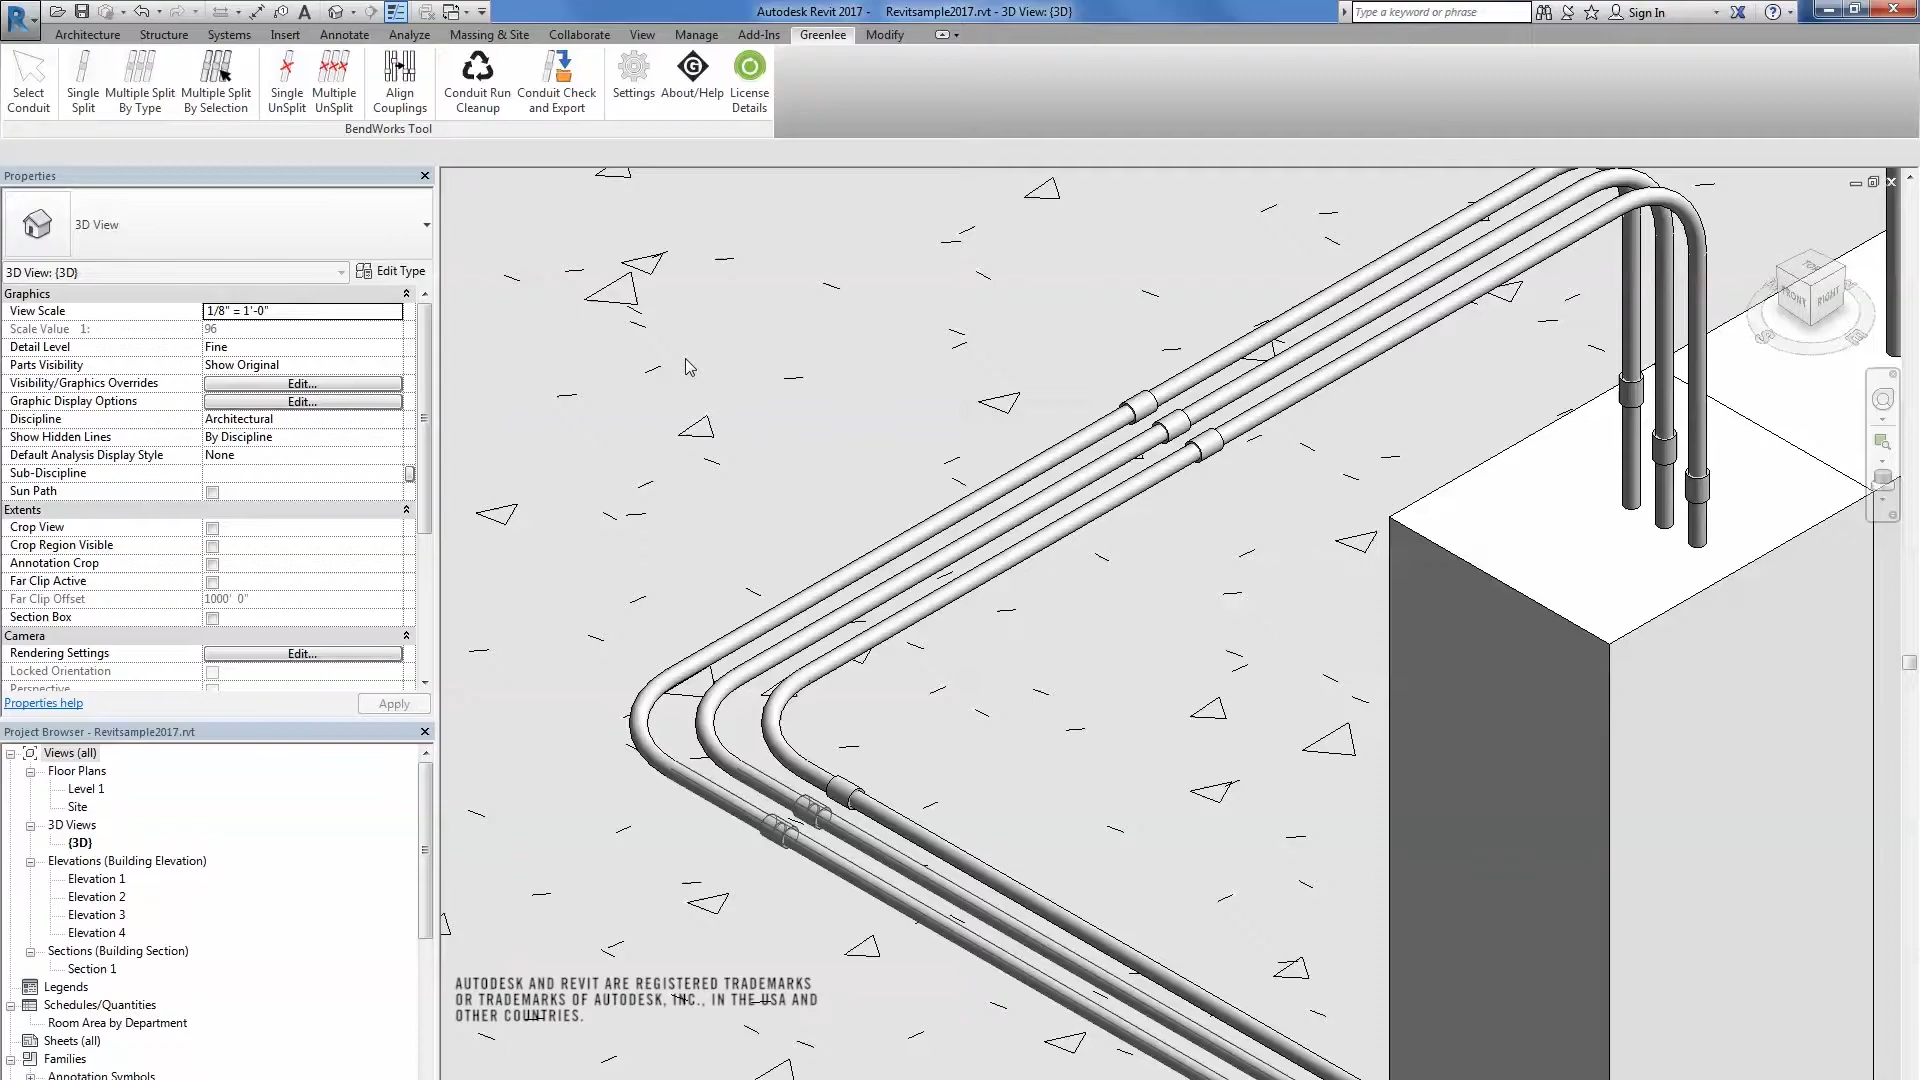 Autodesk Revit 2017 - Revitsample2017.rvt - 3D View: {3D}
Type a keyword or phrase
Sign In
Architecture Structure Systems Insert Annotate Analyze Massing & Site Collaborate View Manage Add-Ins Greenlee Modify
Select Conduit
Single Split
Multiple Split By Type
Multiple Split By Selection
Single UnSplit
Multiple UnSplit
Align Couplings
Conduit Run Cleanup
Conduit Check and Export
Settings
About/Help
License Details
BendWorks Tool
Properties
3D View
3D View: {3D}
Edit Type
Graphics
View Scale 1/8" = 1'-0"
Scale Value 1: 96
Detail Level Fine
Parts Visibility Show Original
Visibility/Graphics Overrides Edit...
Graphic Display Options Edit...
Discipline Architectural
Show Hidden Lines By Discipline
Default Analysis Display Style None
Sub-Discipline
Sun Path
Extents
Crop View
Crop Region Visible
Annotation Crop
Far Clip Active
Far Clip Offset 1000' 0"
Section Box
Camera
Rendering Settings Edit...
Locked Orientation
Perspective
Properties help
Apply
Project Browser - Revitsample2017.rvt
Views (all)
Floor Plans
Level 1
Site
3D Views
{3D}
Elevations (Building Elevation)
Elevation 1
Elevation 2
Elevation 3
Elevation 4
Sections (Building Section)
Section 1
Legends
Schedules/Quantities
Room Area by Department
Sheets (all)
Families
Annotation Symbols
TOP
FRONT
RIGHT
AUTODESK AND REVIT ARE REGISTERED TRADEMARKS
OR TRADEMARKS OF AUTODESK, INC., IN THE USA AND
OTHER COUNTRIES.